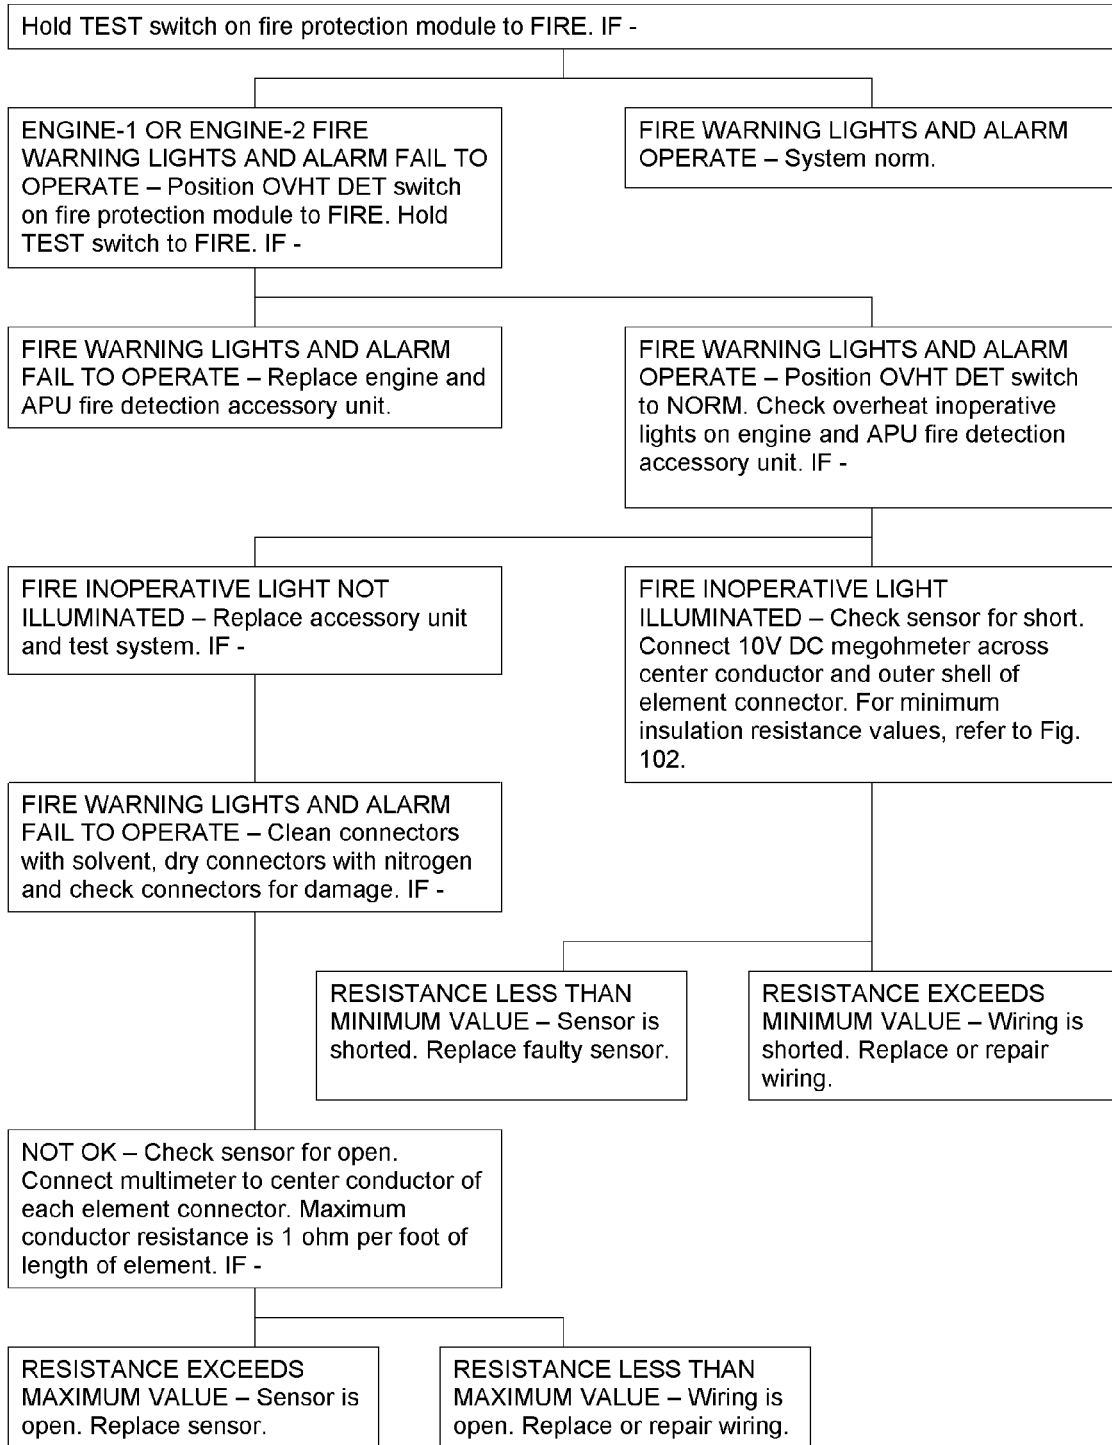 Hold TEST switch on fire protection module to FIRE. IF -
ENGINE-1 OR ENGINE-2 FIRE
WARNING LIGHTS AND ALARM FAIL TO
OPERATE – Position OVHT DET switch
on fire protection module to FIRE. Hold
TEST switch to FIRE. IF -
FIRE WARNING LIGHTS AND ALARM
OPERATE – System norm.
FIRE WARNING LIGHTS AND ALARM
FAIL TO OPERATE – Replace engine and
APU fire detection accessory unit.
FIRE WARNING LIGHTS AND ALARM
OPERATE – Position OVHT DET switch
to NORM. Check overheat inoperative
lights on engine and APU fire detection
accessory unit. IF -
FIRE INOPERATIVE LIGHT NOT
ILLUMINATED – Replace accessory unit
and test system. IF -
FIRE INOPERATIVE LIGHT
ILLUMINATED – Check sensor for short.
Connect 10V DC megohmeter across
center conductor and outer shell of
element connector. For minimum
insulation resistance values, refer to Fig.
102.
FIRE WARNING LIGHTS AND ALARM
FAIL TO OPERATE – Clean connectors
with solvent, dry connectors with nitrogen
and check connectors for damage. IF -
RESISTANCE LESS THAN
MINIMUM VALUE – Sensor is
shorted. Replace faulty sensor.
RESISTANCE EXCEEDS
MINIMUM VALUE – Wiring is
shorted. Replace or repair
wiring.
NOT OK – Check sensor for open.
Connect multimeter to center conductor of
each element connector. Maximum
conductor resistance is 1 ohm per foot of
length of element. IF -
RESISTANCE EXCEEDS
MAXIMUM VALUE – Sensor is
open. Replace sensor.
RESISTANCE LESS THAN
MAXIMUM VALUE – Wiring is
open. Replace or repair wiring.